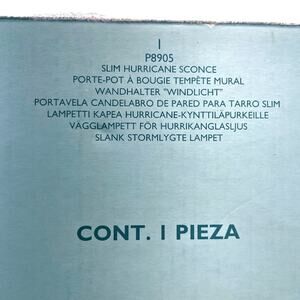 1
P8905
SLIM HURRICANE SCONCE
PORTE-POT À BOUGIE TEMPÊTE MURAL
WANDHALTER "WINDLICHT"
PORTAVELA CANDELABRO DE PARED PARA TARRO SLIM
LAMPETTI KAPEA HURRICANE-KYNTTILÄPURKEILLE
VÄGGLAMPETT FÖR HURRIKANGLASLJUS
SLANK STORMLYGTE LAMPET
CONT. 1 PIEZA